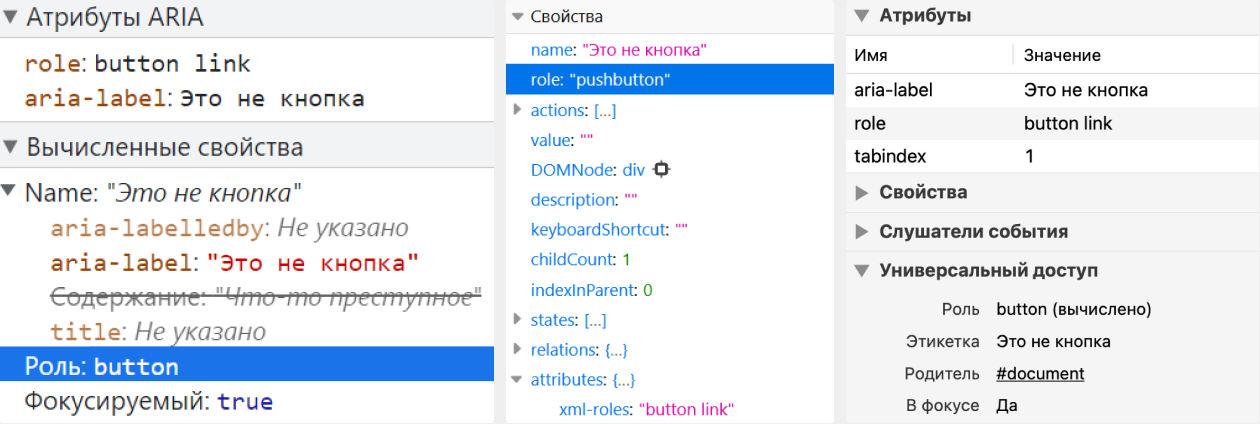 Атрибуты ARIA
role: button link
aria-label: Это не кнопка
Вычисленные свойства
Name: "Это не кнопка"
aria-labelledby: Не указано
aria-label: "Это не кнопка"
Содержание: "Что-то преступное"
title: Не указано
Роль: button
Фокусируемый: true
Свойства
name: "Это не кнопка"
role: "pushbutton"
actions: […]
value: ""
DOMNode: div
description: ""
keyboardShortcut: ""
childCount: 1
indexInParent: 0
states: […]
relations: {…}
attributes: {…}
xml-roles: "button link"
Атрибуты
Имя Значение
aria-label Это не кнопка
role button link
tabindex 1
Свойства
Слушатели события
Универсальный доступ
Роль button (вычислено)
Этикетка Это не кнопка
Родитель #document
В фокусе Да